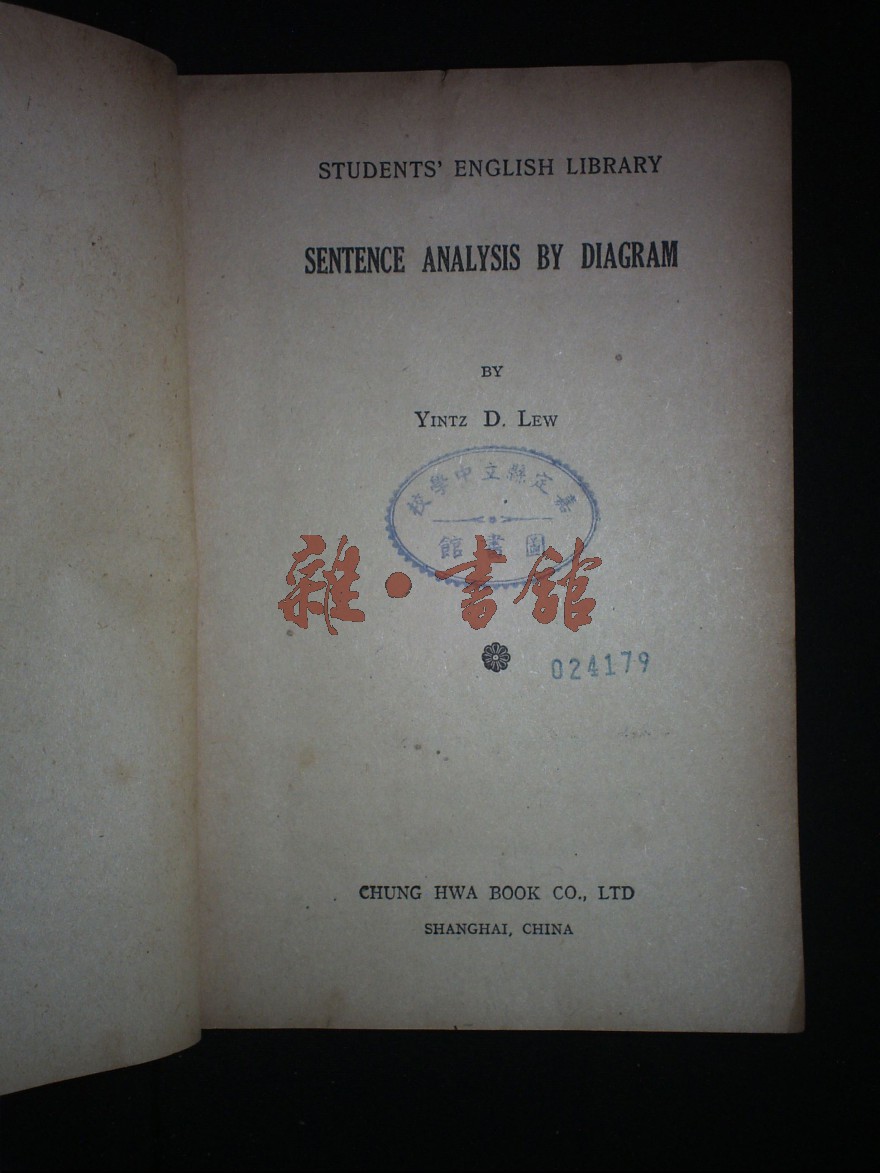 STUDENTS' ENGLISH LIBRARY
SENTENCE ANALYSIS BY DIAGRAM
BY
YINTZ D. LEW
校學中立縣定嘉
館書圖
雜·書館
024179
CHUNG HWA BOOK CO., LTD
SHANGHAI, CHINA